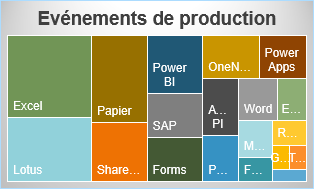 Evénements de production
Excel
Lotus
Papier
Share...
Power
BI
SAP
Forms
OneN...
Power
Apps
A...
PI
Word
E...
P...
M...
F...
R...
G...
T...